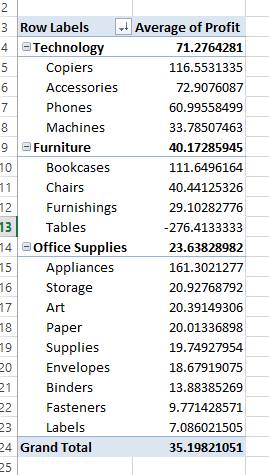 2
3 Row Labels Average of Profit
4 Technology 71.2764281
5 Copiers 116.5531335
6 Accessories 72.9076087
7 Phones 60.99558499
8 Machines 33.78507463
9 Furniture 40.17285945
10 Bookcases 111.6496164
11 Chairs 40.44125326
12 Furnishings 29.10282776
13 Tables -276.4133333
14 Office Supplies 23.63828982
15 Appliances 161.3021277
16 Storage 20.92768792
17 Art 20.39149306
18 Paper 20.01336898
19 Supplies 19.74927954
20 Envelopes 18.67919075
21 Binders 13.88385269
22 Fasteners 9.771428571
23 Labels 7.086021505
24 Grand Total 35.19821051
25